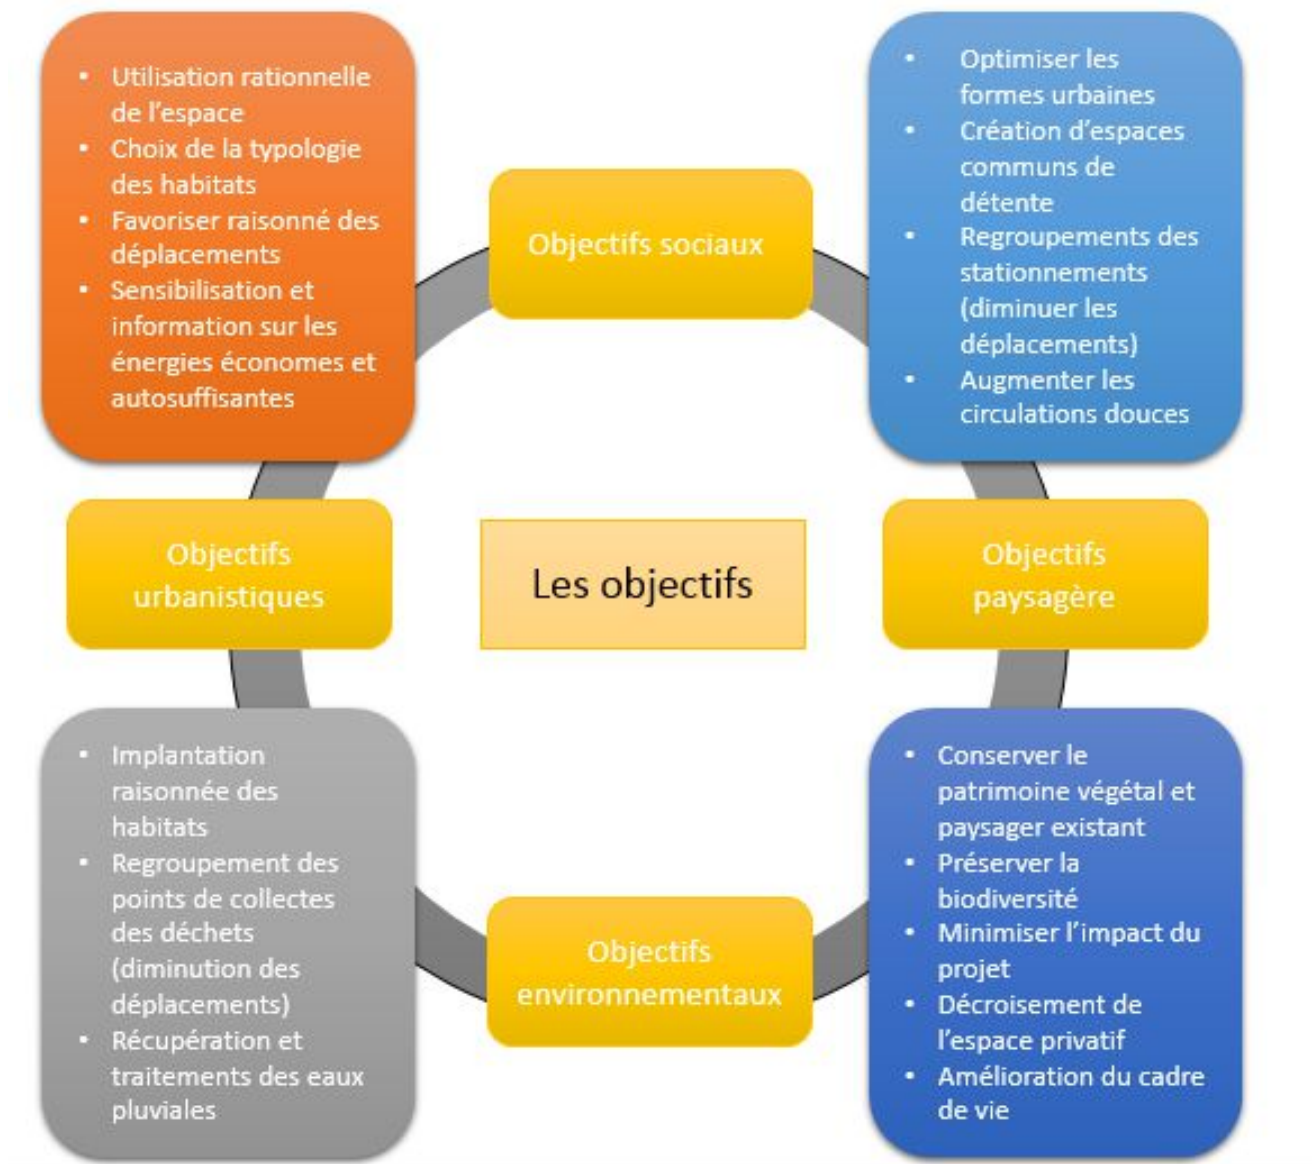 • Utilisation rationnelle
de l’espace
• Choix de la typologie
des habitats
• Favoriser raisonné des
déplacements
• Sensibilisation et
information sur les
énergies économes et
autosuffisantes
Objectifs sociaux
• Optimiser les
formes urbaines
• Création d’espaces
communs de
détente
• Regroupements des
stationnements
(diminuer les
déplacements)
• Augmenter les
circulations douces
Objectifs
urbanistiques
Les objectifs
Objectifs
paysagère
• Implantation
raisonnée des
habitats
• Regroupement des
points de collectes
des déchets
(diminution des
déplacements)
• Récupération et
traitements des eaux
pluviales
Objectifs
environnementaux
• Conserver le
patrimoine végétal et
paysager existant
• Préserver la
biodiversité
• Minimiser l’impact du
projet
• Décroisement de
l’espace privatif
• Amélioration du cadre
de vie